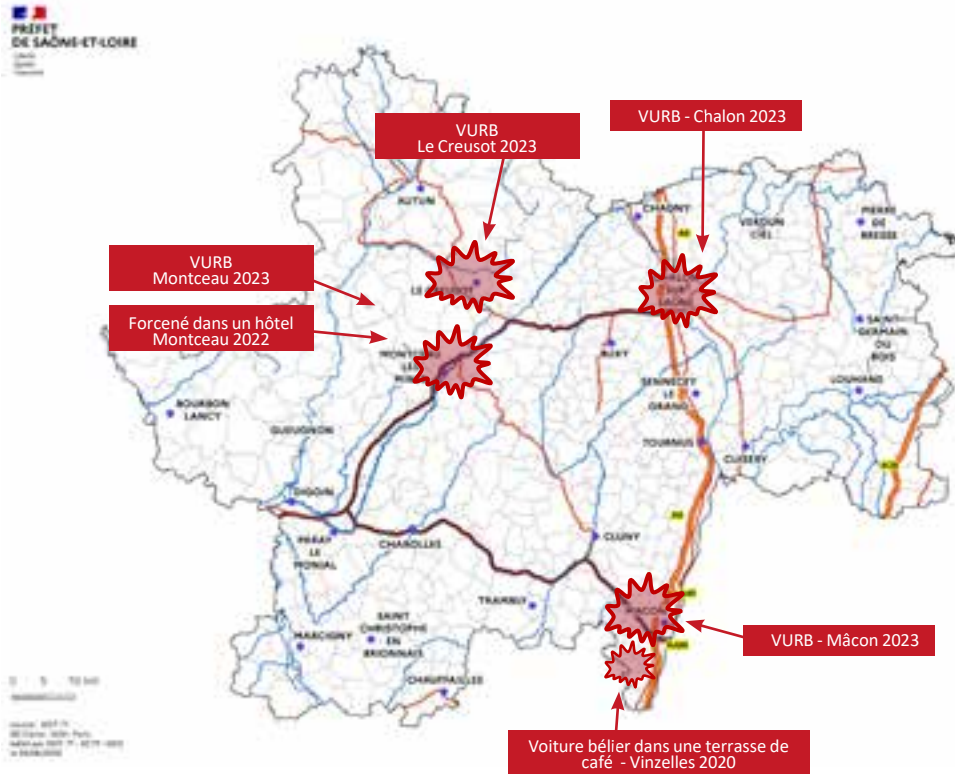 PRÉFET
DE SAÔNE-ET-LOIRE
VURB
Le Creusot 2023
VURB - Chalon 2023
VURB
Montceau 2023
Forcené dans un hôtel
Montceau 2022
AUTUN
CHAGNY
VERDUN
CIEL
PIERRE
DE
BRESSE
LE CREUSOT
SUR
BUXY
SAINT
GERMAIN
DU
BOIS
BOURBON
LANCY
GUEUGNON
SENNECEY
LE
GRAND
LOUHANS
TOURNUS
CUISERY
DIGOIN
PARAY
LE
MONIAL
CHAROLLES
CLUNY
TRAMBLY
MARCIGNY
SAINT
CHRISTOPHE
EN
BRIONNAIS
CHAUFFAILLES
VURB - Mâcon 2023
Voiture bélier dans une terrasse de
café - Vinzelles 2020